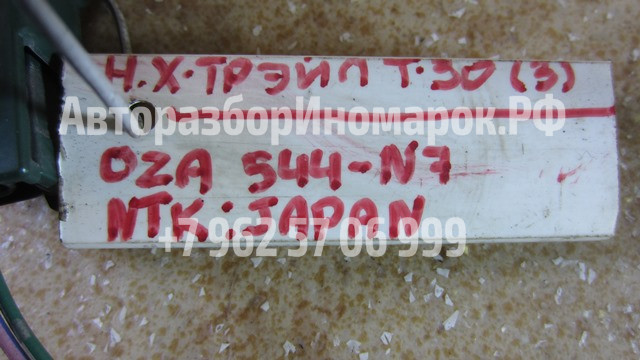 Н.Х-ТРЭЙЛ Т-30 (3)
АвторазборИномарок.РФ
OZA 544-N7
NTK:JAPAN
+7 962 57 06 999